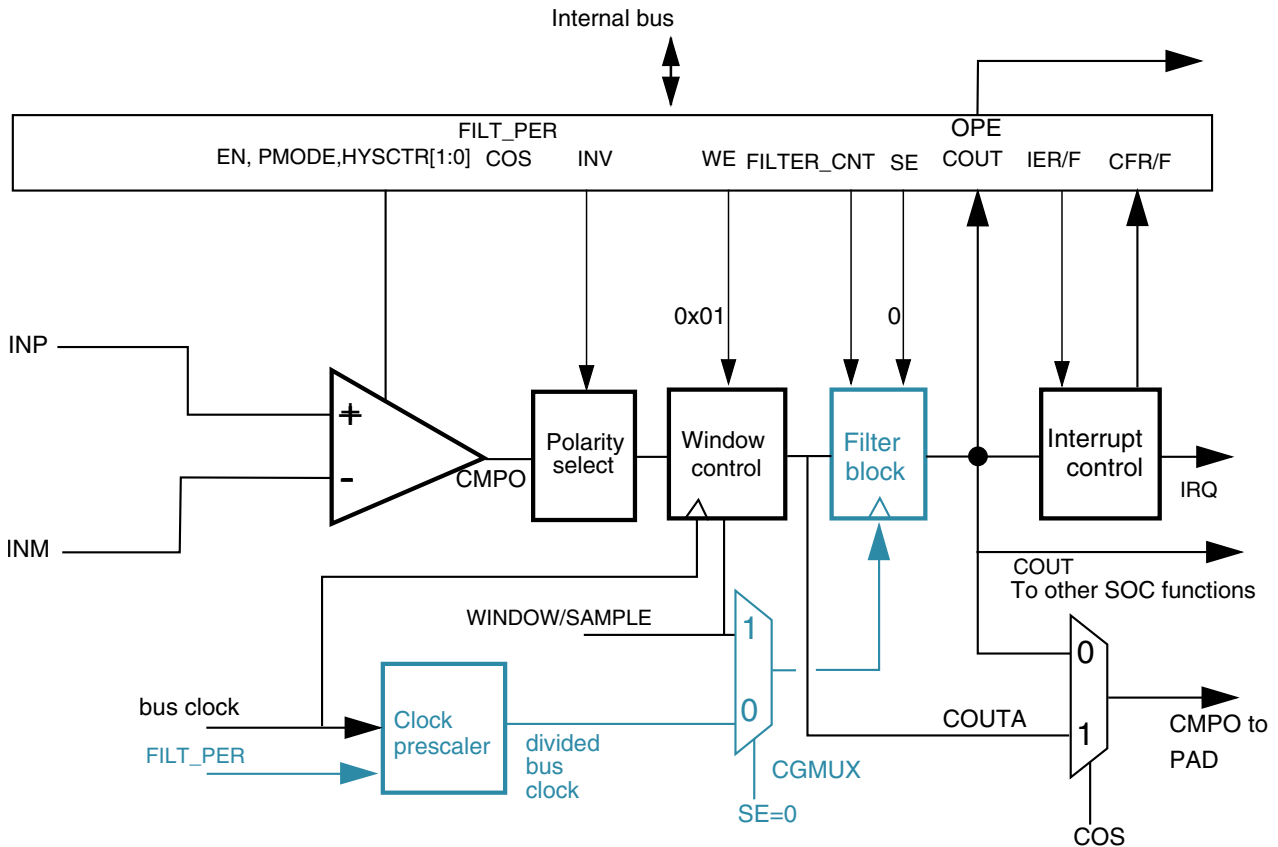 Internal bus
OPE
FILT_PER
EN, PMODE,HYSCTR[1:0] COS INV WE FILTER_CNT SE COUT IER/F CFR/F
0x01
0
INP
+
-
INM
CMPO
Polarity
select
Window
control
Filter
block
Interrupt
control
IRQ
COUT
To other SOC functions
WINDOW/SAMPLE
1
0
bus clock
FILT_PER
Clock
prescaler
divided
bus
clock
CGMUX
SE=0
COUTA
0
1
CMPO to
PAD
COS